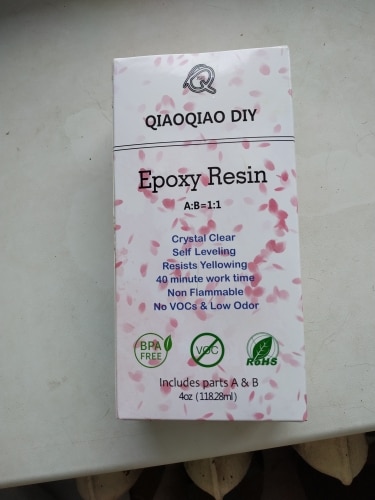 QIAOQIAO DIY
Epoxy Resin
A:B=1:1
Crystal Clear
Self Leveling
Resists Yellowing
40 minute work time
Non Flammable
No VOCs & Low Odor
BPA
FREE
VOC
RoHS
Includes parts A & B
4oz (118.28ml)